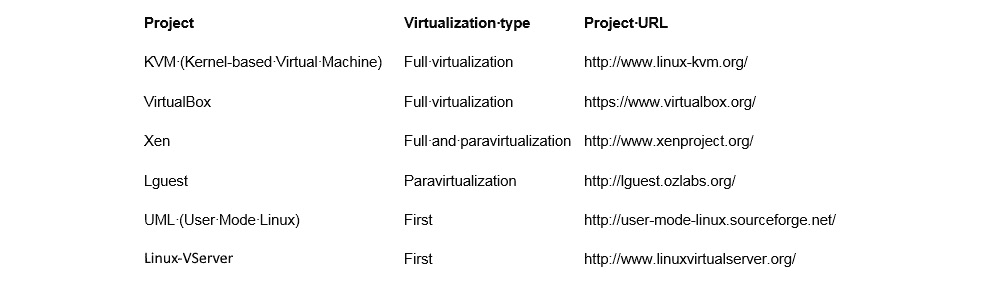 Project Virtualization·type Project·URL
KVM·(Kernel-based·Virtual·Machine) Full·virtualization http://www.linux-kvm.org/
VirtualBox Full·virtualization https://www.virtualbox.org/
Xen Full·and·paravirtualization http://www.xenproject.org/
Lguest Paravirtualization http://lguest.ozlabs.org/
UML·(User·Mode·Linux) First http://user-mode-linux.sourceforge.net/
Linux-VServer First http://www.linuxvirtualserver.org/